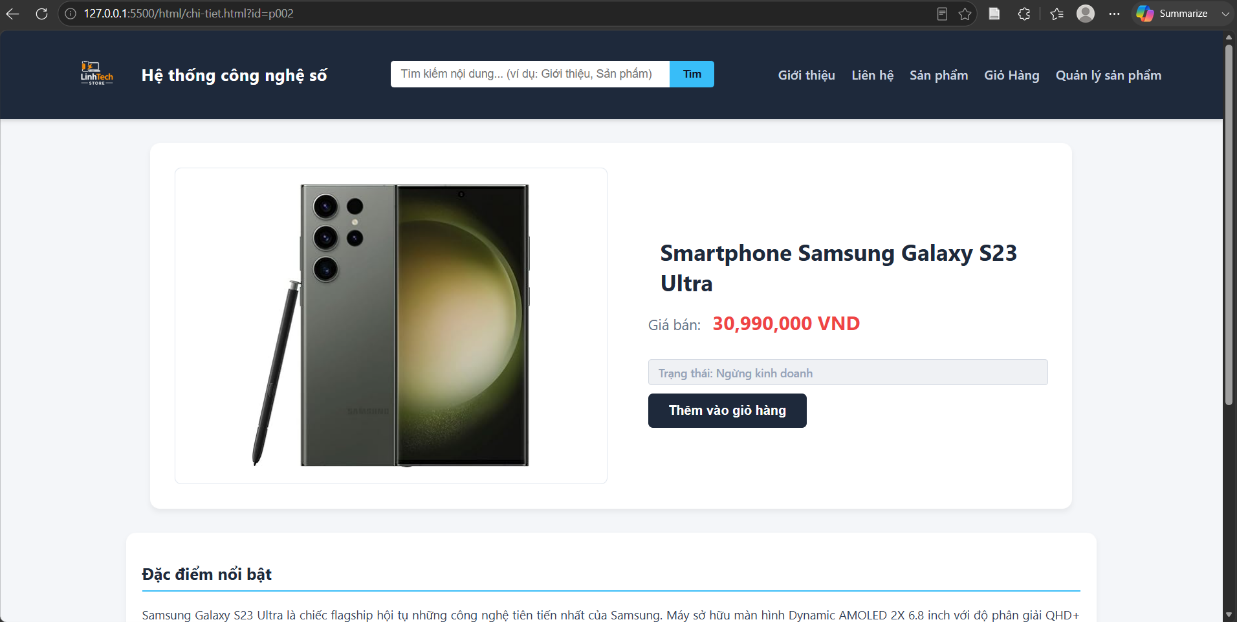 127.0.0.1:5500/html/chi-tiet.html?id=p002
Summarize
LinhTech
STORE
Hệ thống công nghệ số
Tìm kiếm nội dung... (ví dụ: Giới thiệu, Sản phẩm)
Tìm
Giới thiệu
Liên hệ
Sản phẩm
Giỏ Hàng
Quản lý sản phẩm
SAMSUNG
Smartphone Samsung Galaxy S23
Ultra
Giá bán: 30,990,000 VND
Trạng thái: Ngừng kinh doanh
Thêm vào giỏ hàng
Đặc điểm nổi bật
Samsung Galaxy S23 Ultra là chiếc flagship hội tụ những công nghệ tiên tiến nhất của Samsung. Máy sở hữu màn hình Dynamic AMOLED 2X 6.8 inch với độ phân giải QHD+